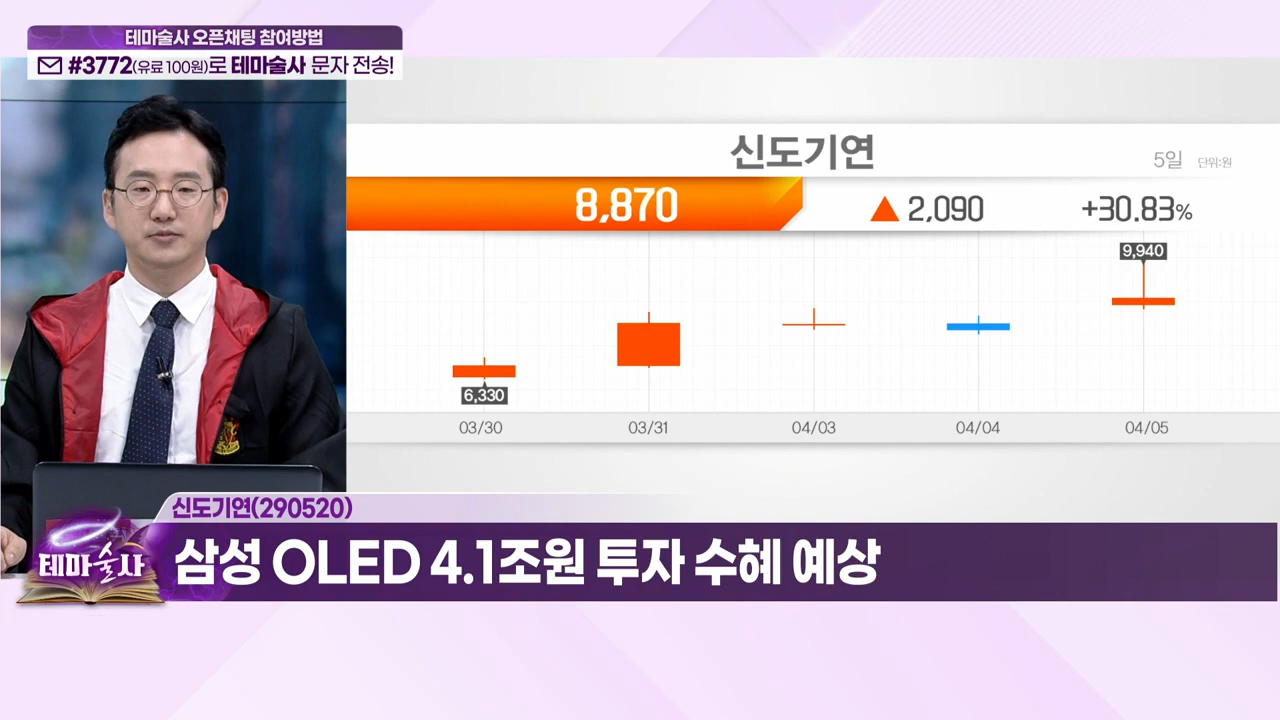 테마술사 오픈채팅 참여방법
#3772(유료 100원)로 테마술사 문자 전송!
신도기연
5일 단위:원
8,870 ▲ 2,090 +30.83%
9,940
6,330
03/30 03/31 04/03 04/04 04/05
신도기연(290520)
테마술사
삼성 OLED 4.1조원 투자 수혜 예상